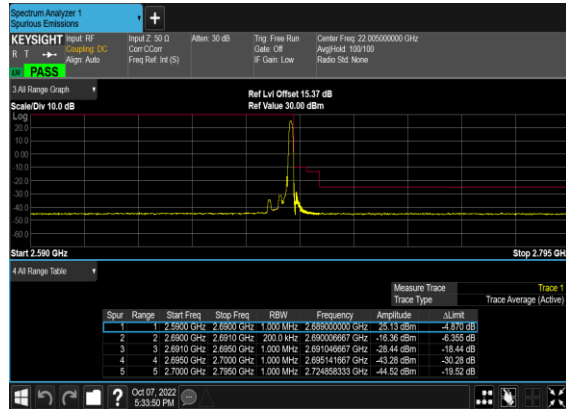 Spectrum Analyzer 1
Spurious Emissions
KEYSIGHT Input: RF Input Z: 50 Ω Atten: 30 dB Trig: Free Run Center Freq: 22.005000000 GHz
R T Coupling: DC Corr CCorr Gate: Off Avg|Hold: 100/100
Align: Auto Freq Ref: Int (S) IF Gain: Low Radio Std: None
PASS
3 All Range Graph
Ref Lvl Offset 15.37 dB
Scale/Div 10.0 dB Ref Value 30.00 dBm
Log
20.0
10.0
0.00
-10.0
-20.0
-30.0
-40.0
-50.0
-60.0
Start 2.590 GHz Stop 2.795 GH
4 All Range Table
Measure Trace Trace 1
Trace Type Trace Average (Active)
Spur Range Start Freq Stop Freq RBW Frequency Amplitude ΔLimit
1 1 2.5900 GHz 2.6900 GHz 1.000 MHz 2.689000000 GHz 25.13 dBm -4.870 dB
2 2 2.6900 GHz 2.6910 GHz 200.0 kHz 2.690006667 GHz -16.36 dBm -6.355 dB
3 3 2.6910 GHz 2.6950 GHz 1.000 MHz 2.691046667 GHz -28.44 dBm -18.44 dB
4 4 2.6950 GHz 2.7000 GHz 1.000 MHz 2.695141667 GHz -43.28 dBm -30.28 dB
5 5 2.7000 GHz 2.7950 GHz 1.000 MHz 2.724858333 GHz -44.52 dBm -19.52 dB
Oct 07, 2022
5:33:50 PM